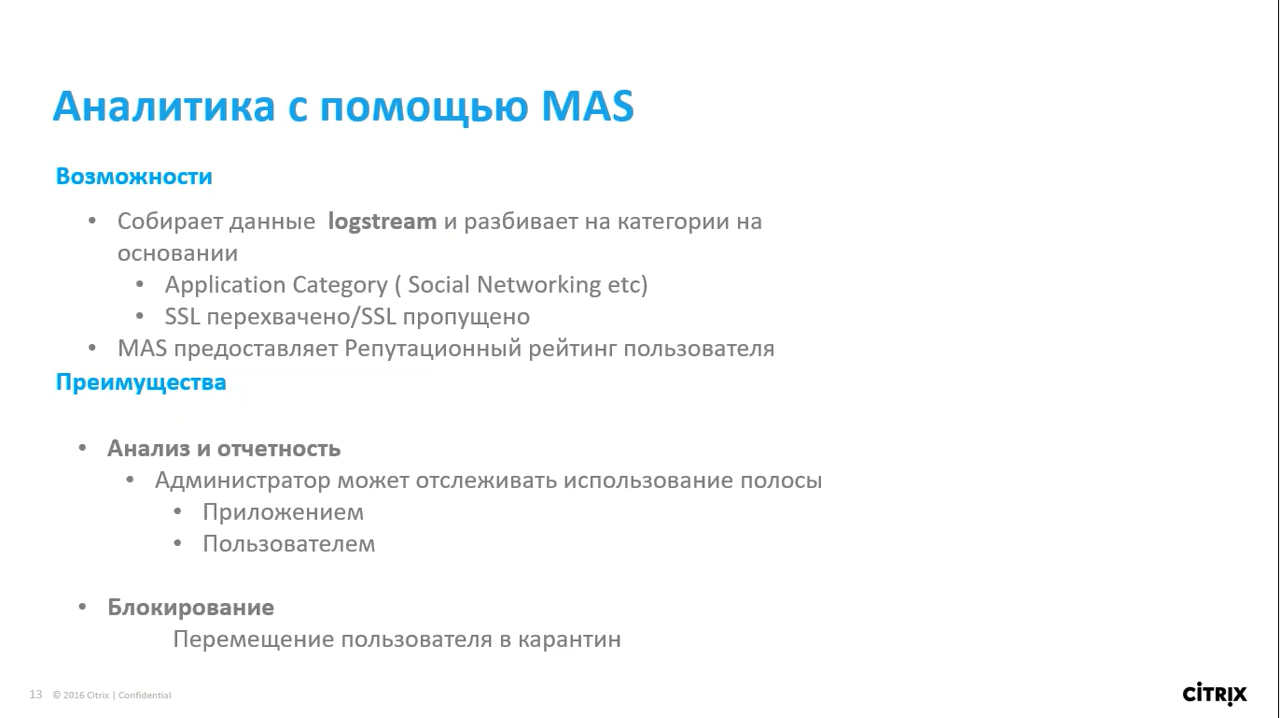 Аналитика с помощью MAS
Возможности
• Собирает данные logstream и разбивает на категории на
основании
• Application Category ( Social Networking etc)
• SSL перехвачено/SSL пропущено
• MAS предоставляет Репутационный рейтинг пользователя
Преимущества
• Анализ и отчетность
• Администратор может отслеживать использование полосы
• Приложением
• Пользователем
• Блокирование
Перемещение пользователя в карантин
13 © 2016 Citrix | Confidential
CITRIX